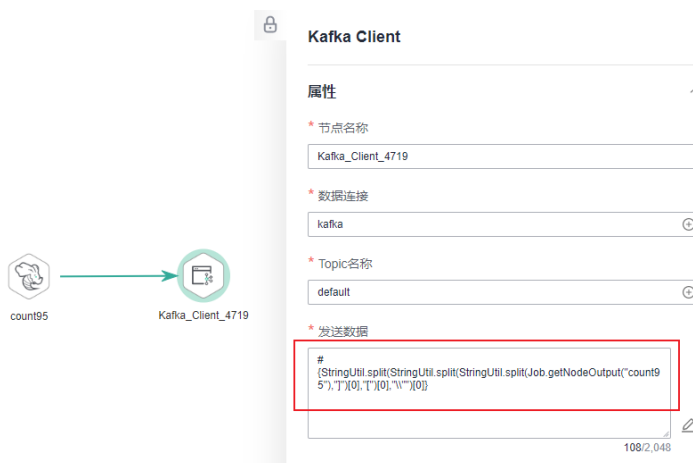 Kafka Client
属性
* 节点名称
Kafka_Client_4719
* 数据连接
kafka
* Topic名称
default
* 发送数据
#
{StringUtil.split(StringUtil.split(StringUtil.split(Job.getNodeOutput("count9
5"),"]")[0],"[")[0],"\\"")[0]}
108/2,048
count95
Kafka_Client_4719